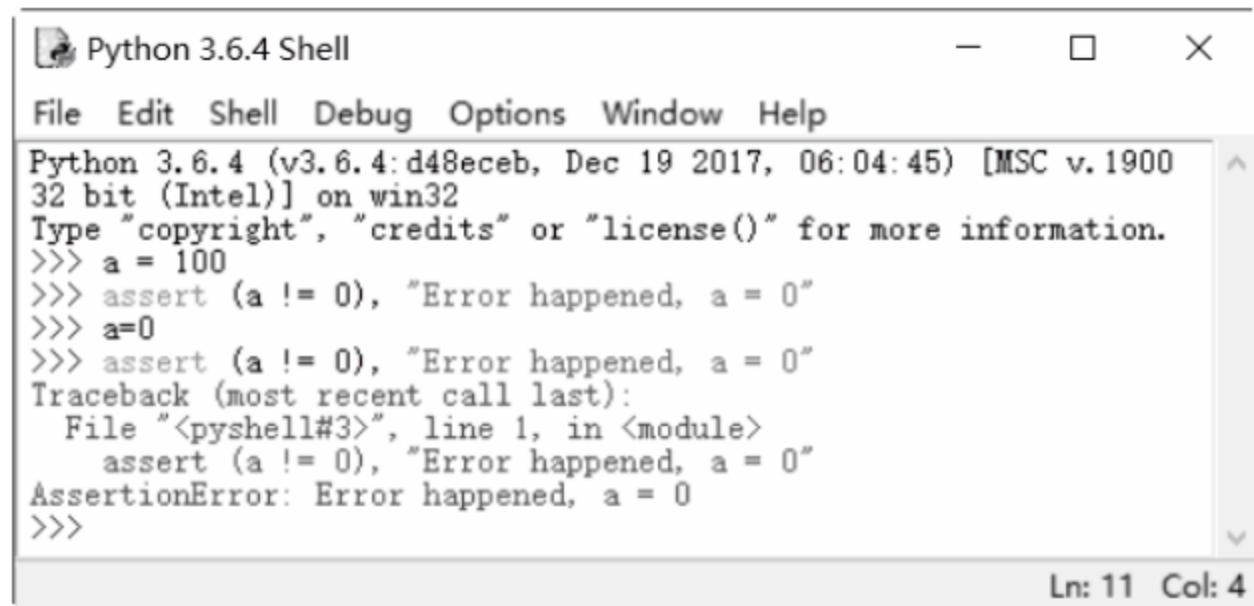 Python 3.6.4 Shell
File Edit Shell Debug Options Window Help
Python 3.6.4 (v3.6.4:d48eceb, Dec 19 2017, 06:04:45) [MSC v.1900
32 bit (Intel)] on win32
Type "copyright", "credits" or "license()" for more information.
>>> a = 100
>>> assert (a != 0), "Error happened, a = 0"
>>> a=0
>>> assert (a != 0), "Error happened, a = 0"
Traceback (most recent call last):
  File "<pyshell#3>", line 1, in <module>
    assert (a != 0), "Error happened, a = 0"
AssertionError: Error happened, a = 0
>>>
Ln: 11 Col: 4